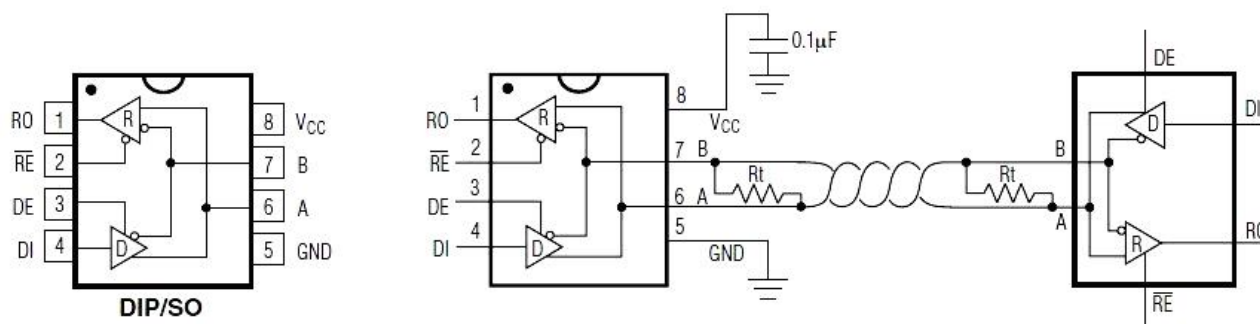 RO 1
R
8 VCC
RE 2
7 B
DE 3
6 A
DI 4
D
5 GND
DIP/SO
0.1µF
RO 1
R
8
VCC
RE 2
7 B
Rt
DE 3
6 A
DI 4
D
5
GND
DE
DI
D
B
Rt
A
R
RO
RE